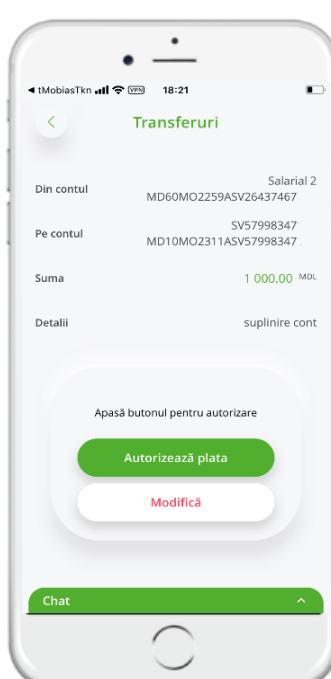 tMobiasTkn VPN 18:21
Transferuri
Din contul
Salarial 2
MD60MO2259ASV26437467
Pe contul
SV57998347
MD10MO2311ASV57998347
Suma
1 000.00 MDL
Detalii
suplinire cont
Apasă butonul pentru autorizare
Autorizează plata
Modifică
Chat